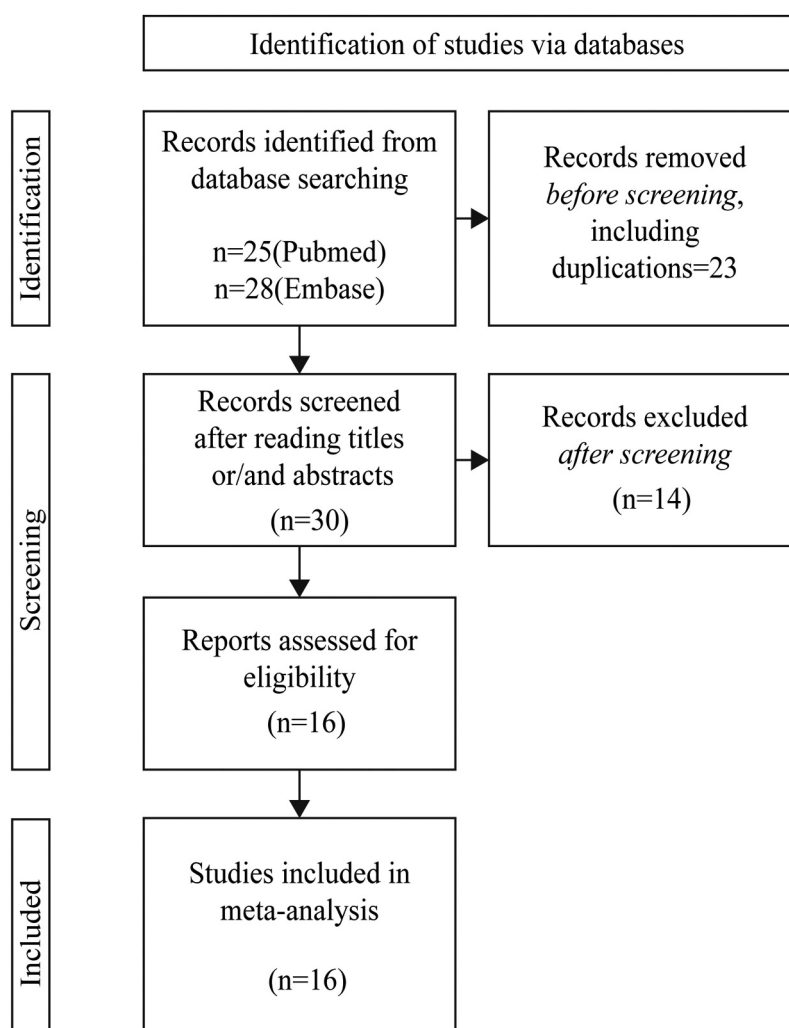 Identification of studies via databases
Identification
Records identified from
database searching
n=25(Pubmed)
n=28(Embase)
Records removed
before screening,
including
duplications=23
Screening
Records screened
after reading titles
or/and abstracts
(n=30)
Records excluded
after screening
(n=14)
Reports assessed for
eligibility
(n=16)
Included
Studies included in
meta-analysis
(n=16)